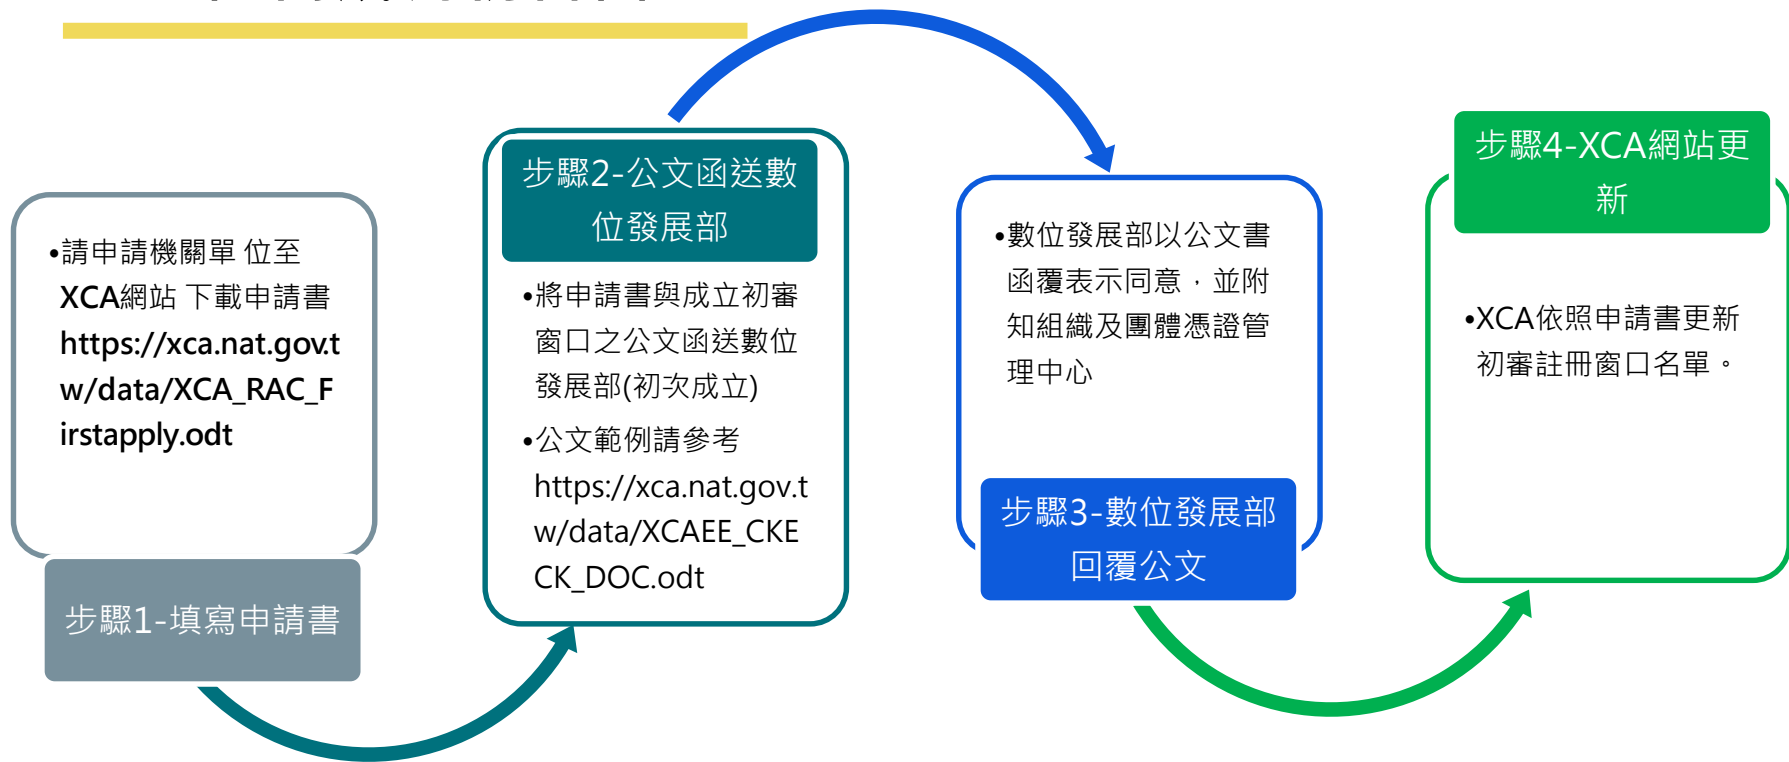 •請申請機關單 位至
XCA網站 下載申請書
https://xca.nat.gov.t
w/data/XCA_RAC_F
irstapply.odt
步驟1-填寫申請書
步驟2-公文函送數
位發展部
•將申請書與成立初審
窗口之公文函送數位
發展部(初次成立)
•公文範例請參考
https://xca.nat.gov.t
w/data/XCAEE_CKE
CK_DOC.odt
•數位發展部以公文書
函覆表示同意，並附
知組織及團體憑證管
理中心
步驟3-數位發展部
回覆公文
步驟4-XCA網站更
新
•XCA依照申請書更新
初審註冊窗口名單。